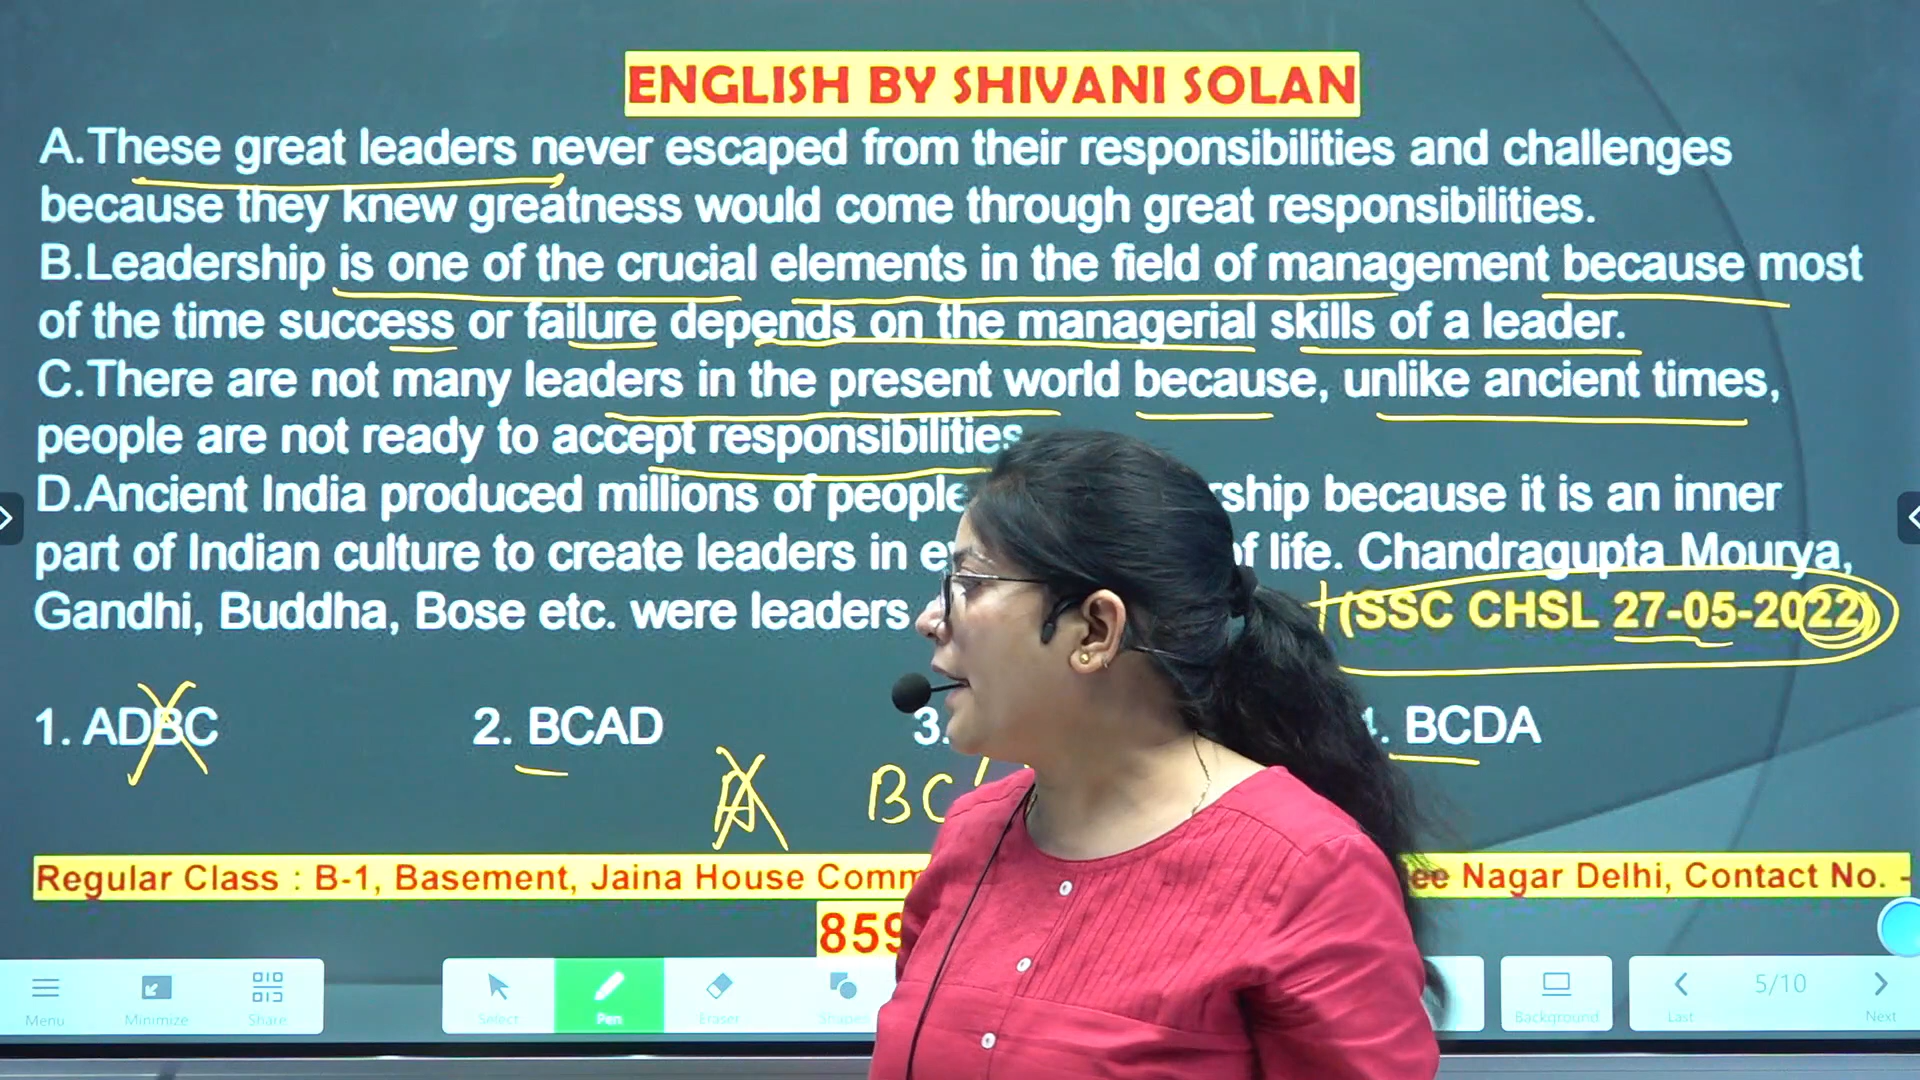 ENGLISH BY SHIVANI SOLAN
A.These great leaders never escaped from their responsibilities and challenges
because they knew greatness would come through great responsibilities.
B.Leadership is one of the crucial elements in the field of management because most
of the time success or failure depends on the managerial skills of a leader.
C.There are not many leaders in the present world because, unlike ancient times,
people are not ready to accept responsibilities
D.Ancient India produced millions of people because it is an inner
part of Indian culture to create leaders in of life. Chandragupta Mourya,
Gandhi, Buddha, Bose etc. were leaders (SSC CHSL 27-05-2022)
1. ADBC 2. BCAD 3. 4. BCDA
A BC
Regular Class : B-1, Basement, Jaina House Nagar Delhi, Contact No. -
859
Menu Minimize Share Select Pen Eraser Shapes Background Last 5/10 Next